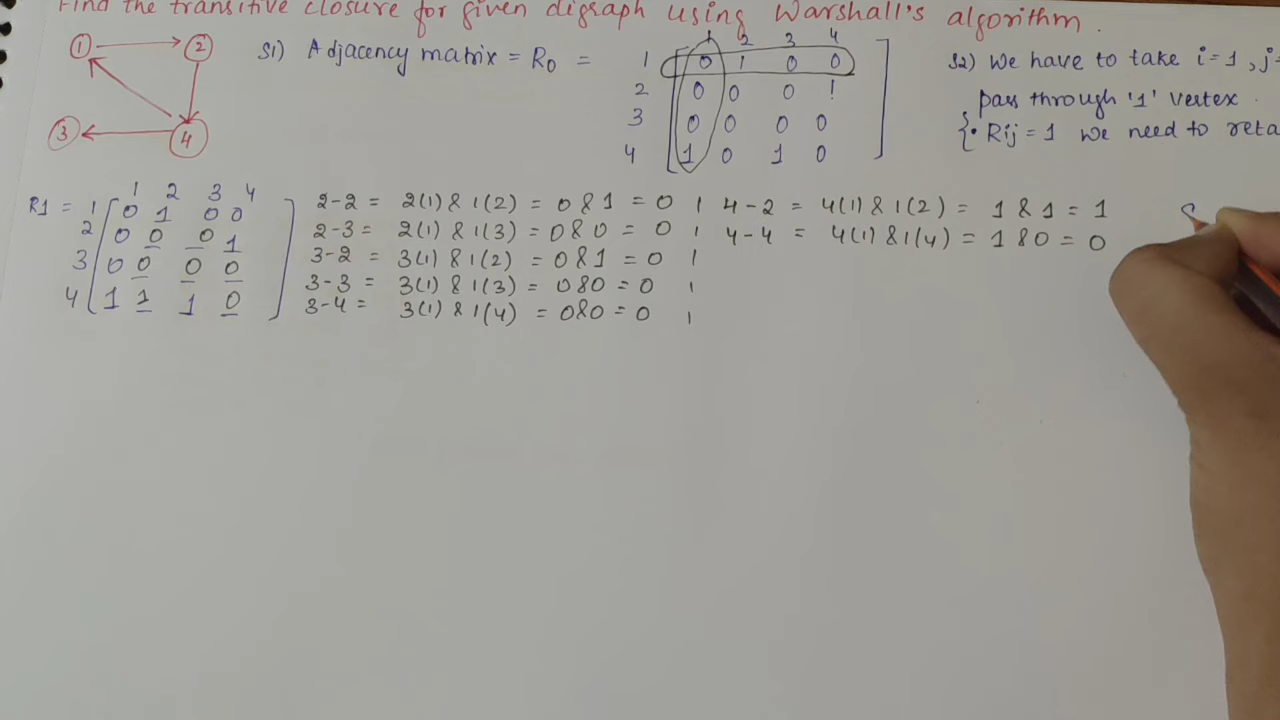 Find the transitive closure for given digraph using Warshall's algorithm.
1 2
3 4
S1) Adjacency matrix = R0 =
1 2 3 4
1 0 1 0 0
2 0 0 0 1
3 0 0 0 0
4 1 0 1 0
S2) We have to take i=1, j=
pass through '1' vertex.
{• Rij = 1 we need to reta
R1 =
1 2 3 4
1 0 1 0 0
2 0 0 0 1
3 0 0 0 0
4 1 1 1 0
2-2 = 2(1) & 1(2) = 0 & 1 = 0 |
2-3 = 2(1) & 1(3) = 0 & 0 = 0 |
3-2 = 3(1) & 1(2) = 0 & 1 = 0 |
3-3 = 3(1) & 1(3) = 0 & 0 = 0 |
3-4 = 3(1) & 1(4) = 0 & 0 = 0 |
4-2 = 4(1) & 1(2) = 1 & 1 = 1
4-4 = 4(1) & 1(4) = 1 & 0 = 0